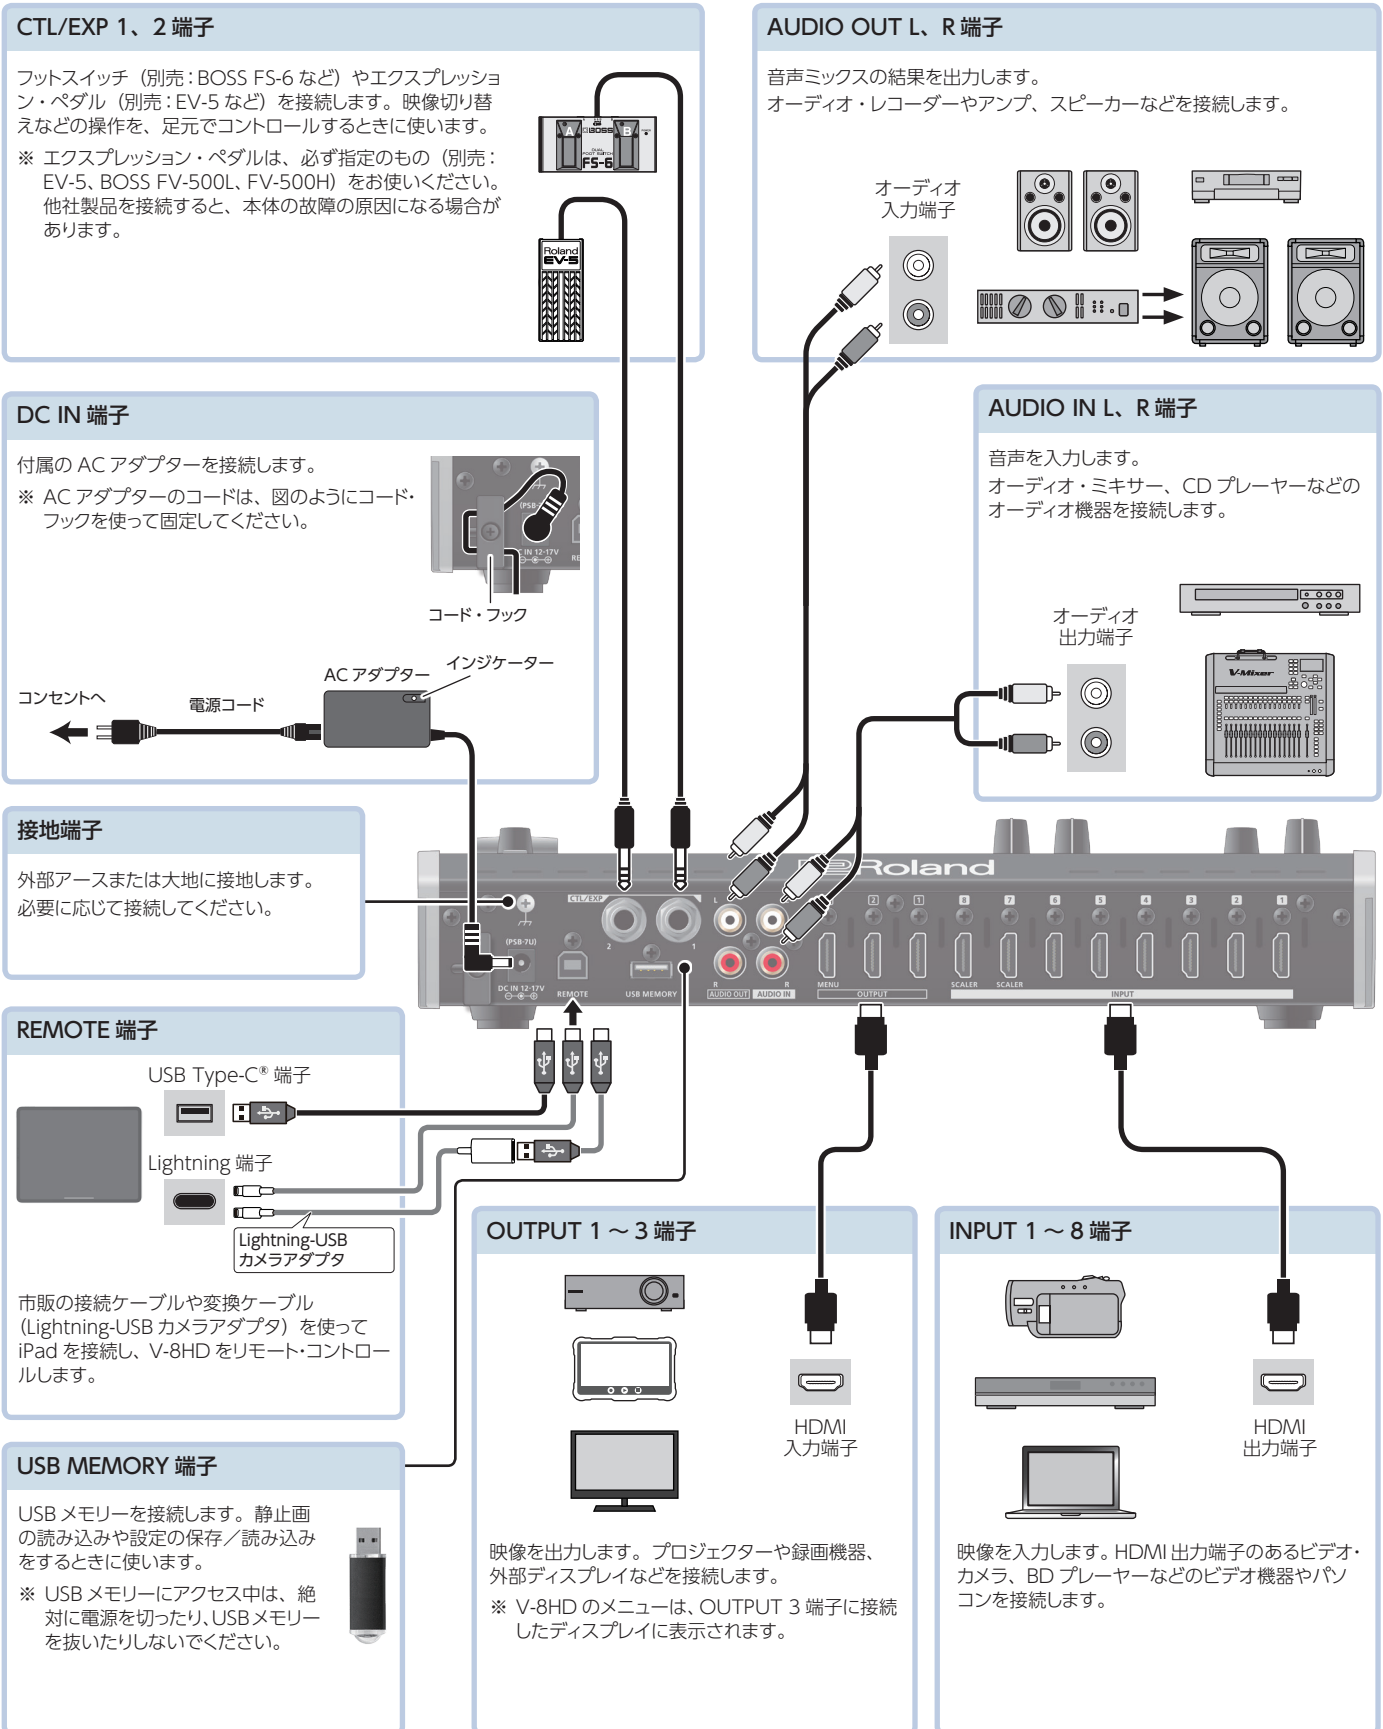 CTL/EXP 1、2 端子
フットスイッチ（別売：BOSS FS-6 など）やエクスプレッショ
ン・ペダル（別売：EV-5 など）を接続します。映像切り替
えなどの操作を、足元でコントロールするときに使います。
※ エクスプレッション・ペダルは、必ず指定のもの（別売：
EV-5、BOSS FV-500L、FV-500H）をお使いください。
他社製品を接続すると、本体の故障の原因になる場合が
あります。
A
BOSS
B
DUAL
FOOT SWITCH
FS-6
Roland
EV-5
AUDIO OUT L、R 端子
音声ミックスの結果を出力します。
オーディオ・レコーダーやアンプ、スピーカーなどを接続します。
オーディオ
入力端子
DC IN 端子
付属の AC アダプターを接続します。
※ AC アダプターのコードは、図のようにコード・
フックを使って固定してください。
(PSB-
C IN 12-17V
RE
コード・フック
コンセントへ
電源コード
AC アダプター
インジケーター
AUDIO IN L、R 端子
音声を入力します。
オーディオ・ミキサー、CD プレーヤーなどの
オーディオ機器を接続します。
オーディオ
出力端子
V-Mixer
接地端子
外部アースまたは大地に接地します。
必要に応じて接続してください。
Roland
CTL/EXP
2
1
L
R
R
AUDIO OUT
AUDIO IN
(PSB-7U)
DC IN 12-17V
REMOTE
USB MEMORY
2
1
8
7
6
5
4
3
2
1
MENU
OUTPUT
SCALER
SCALER
INPUT
REMOTE 端子
USB Type-C® 端子
Lightning 端子
Lightning-USB
カメラアダプタ
市販の接続ケーブルや変換ケーブル
（Lightning-USB カメラアダプタ）を使って
iPad を接続し、V-8HD をリモート・コントロー
ルします。
USB MEMORY 端子
USB メモリーを接続します。静止画
の読み込みや設定の保存／読み込み
をするときに使います。
※ USB メモリーにアクセス中は、絶
対に電源を切ったり、USB メモリー
を抜いたりしないでください。
OUTPUT 1 ～ 3 端子
HDMI
入力端子
映像を出力します。プロジェクターや録画機器、
外部ディスプレイなどを接続します。
※ V-8HD のメニューは、OUTPUT 3 端子に接続
したディスプレイに表示されます。
INPUT 1 ～ 8 端子
HDMI
出力端子
映像を入力します。HDMI 出力端子のあるビデオ・
カメラ、BD プレーヤーなどのビデオ機器やパソ
コンを接続します。